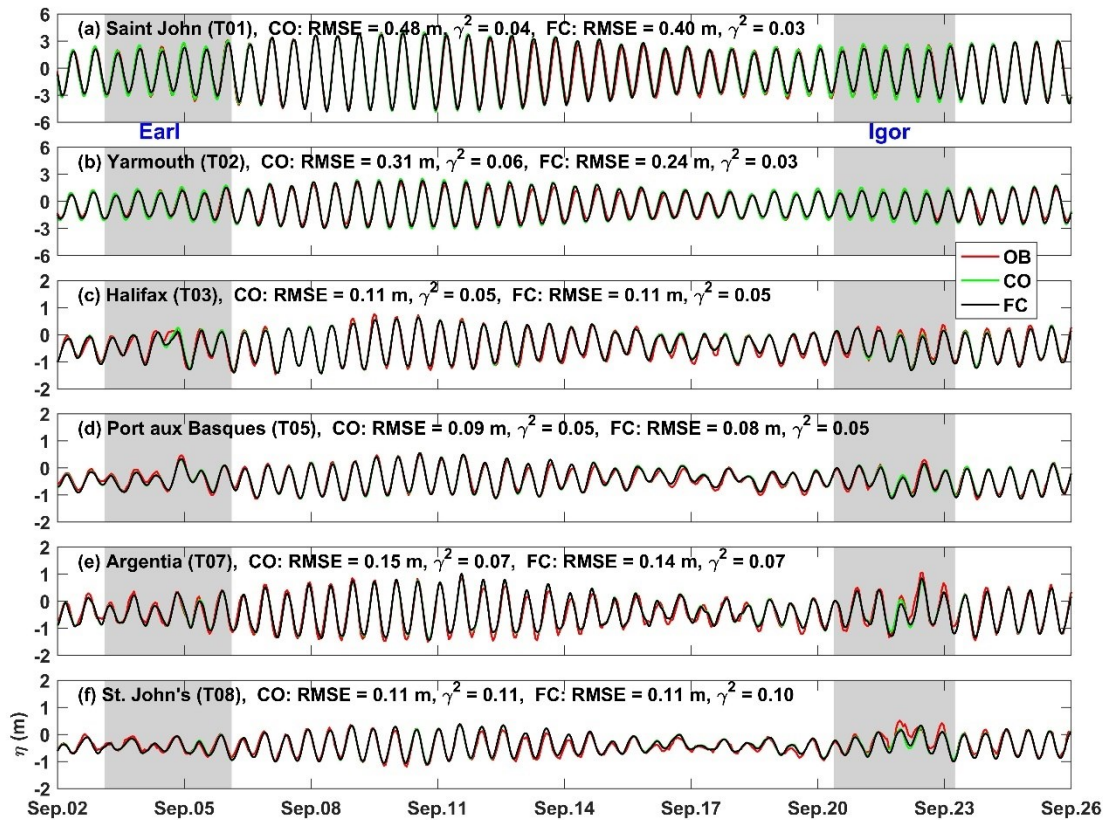 (a) Saint John (T01), CO: RMSE = 0.48 m, γ² = 0.04, FC: RMSE = 0.40 m, γ² = 0.03
6
3
0
-3
-6
Earl
Igor
(b) Yarmouth (T02), CO: RMSE = 0.31 m, γ² = 0.06, FC: RMSE = 0.24 m, γ² = 0.03
6
3
0
-3
-6
OB
CO
FC
(c) Halifax (T03), CO: RMSE = 0.11 m, γ² = 0.05, FC: RMSE = 0.11 m, γ² = 0.05
2
1
0
-1
-2
(d) Port aux Basques (T05), CO: RMSE = 0.09 m, γ² = 0.05, FC: RMSE = 0.08 m, γ² = 0.05
2
1
0
-1
-2
(e) Argentia (T07), CO: RMSE = 0.15 m, γ² = 0.07, FC: RMSE = 0.14 m, γ² = 0.07
2
1
0
-1
-2
(f) St. John's (T08), CO: RMSE = 0.11 m, γ² = 0.11, FC: RMSE = 0.11 m, γ² = 0.10
η (m)
2
1
0
-1
-2
Sep.02 Sep.05 Sep.08 Sep.11 Sep.14 Sep.17 Sep.20 Sep.23 Sep.26